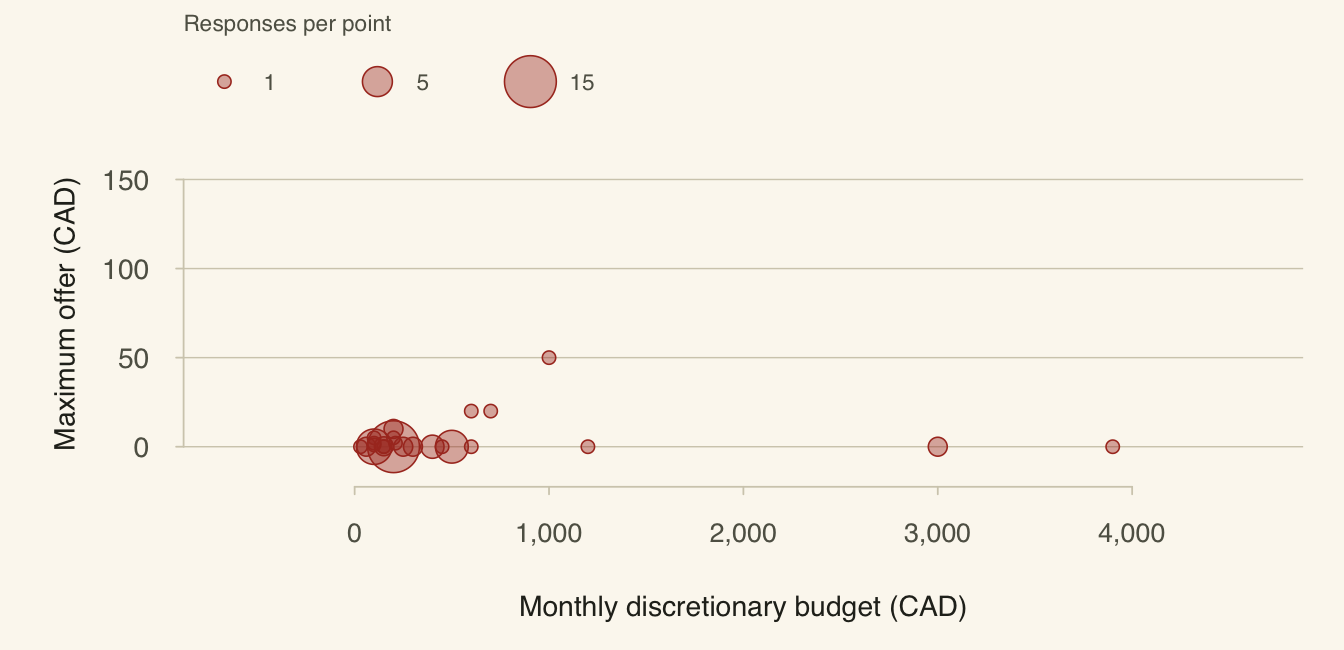 Responses per point
1 5 15
Maximum offer (CAD)
150
100
50
0
0 1,000 2,000 3,000 4,000
Monthly discretionary budget (CAD)